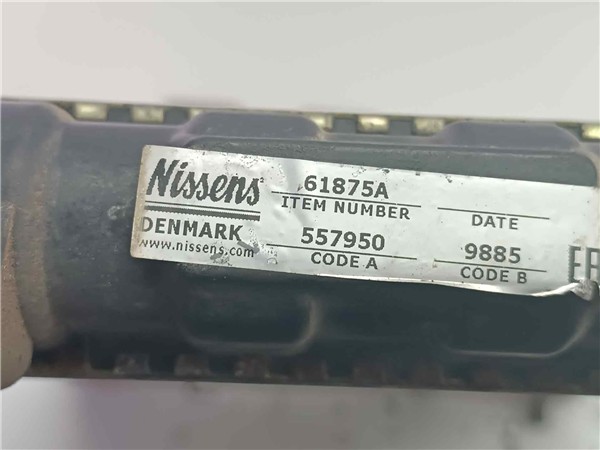 Nissens
DENMARK
www.nissens.com
61875A
ITEM NUMBER
DATE
557950
CODE A
9885
CODE B